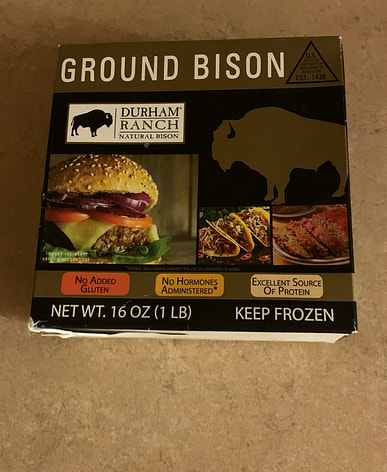 GROUND BISON
U.S.
EST. 1428
DURHAM
RANCH
NATURAL BISON
NO ADDED
GLUTEN
NO HORMONES
ADMINISTERED*
EXCELLENT SOURCE
OF PROTEIN
NET WT. 16 OZ (1 LB)
KEEP FROZEN